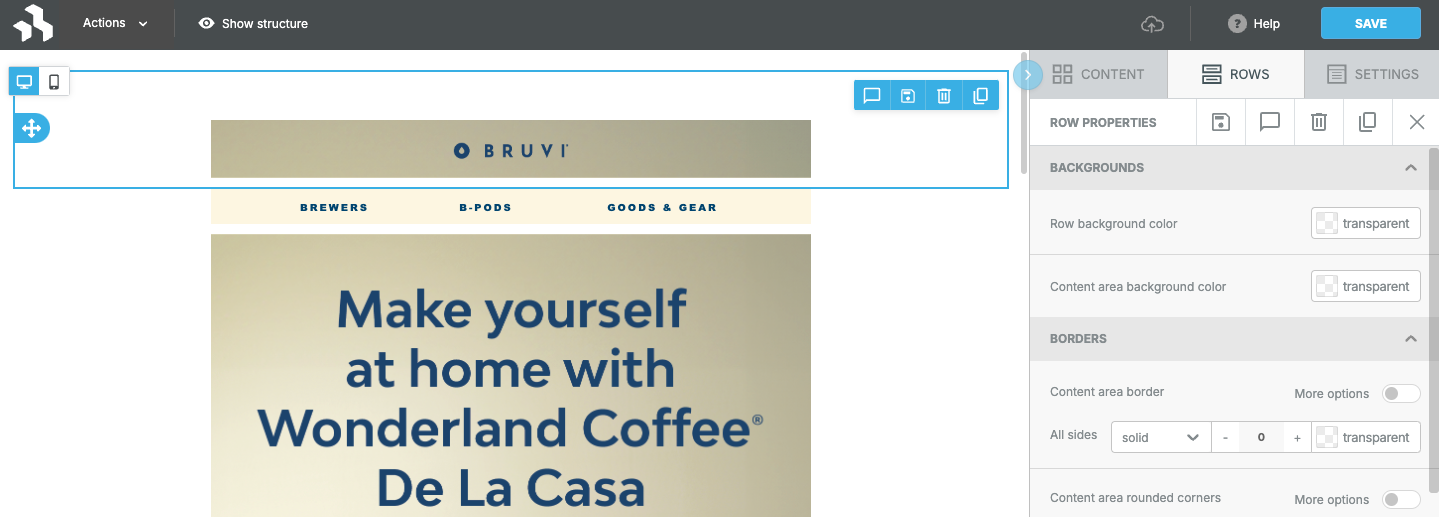 Actions
Show structure
? Help
SAVE
CONTENT
ROWS
SETTINGS
ROW PROPERTIES
BACKGROUNDS
Row background color
transparent
Content area background color
transparent
BORDERS
Content area border
More options
All sides
solid
- 0 +
transparent
Content area rounded corners
More options
BRUVI
BREWERS B-PODS GOODS & GEAR
Make yourself
at home with
Wonderland Coffee®
De La Casa